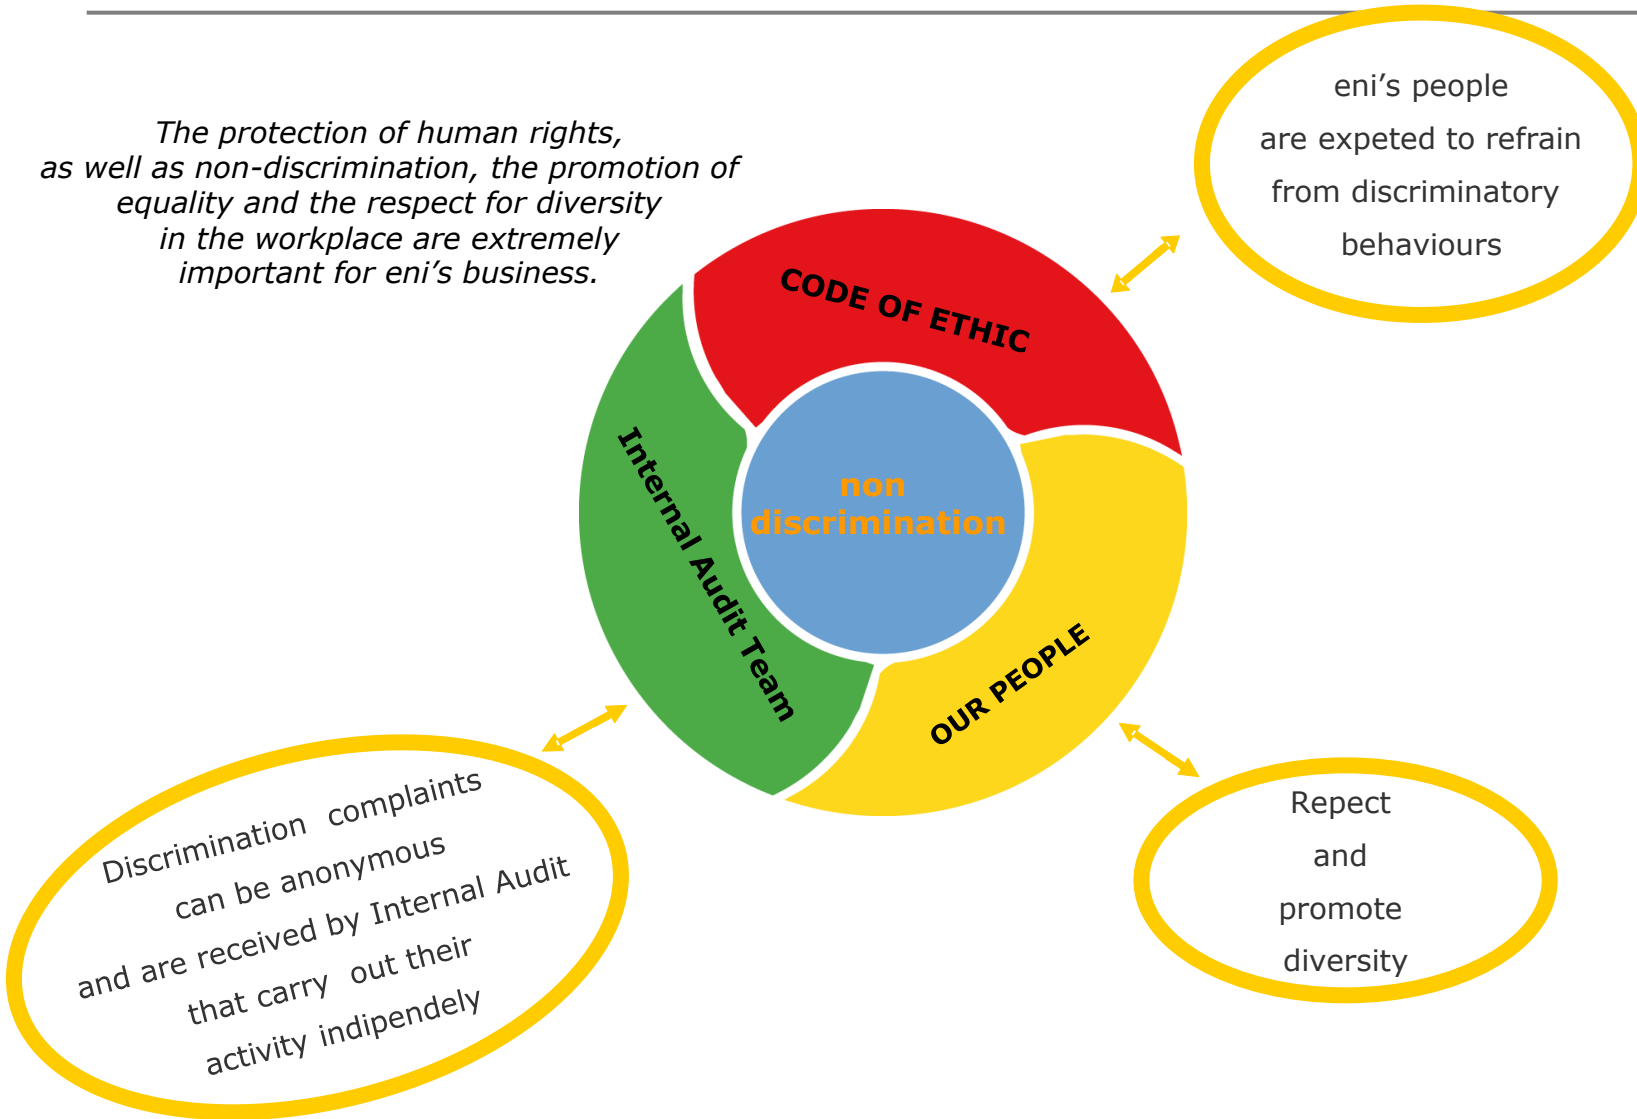 The protection of human rights,
as well as non-discrimination, the promotion of
equality and the respect for diversity
in the workplace are extremely
important for eni’s business.
eni’s people
are expeted to refrain
from discriminatory
behaviours
CODE OF ETHIC
Internal Audit Team
non
discrimination
OUR PEOPLE
Discrimination complaints
can be anonymous
and are received by Internal Audit
that carry out their
activity indipendely
Repect
and
promote
diversity